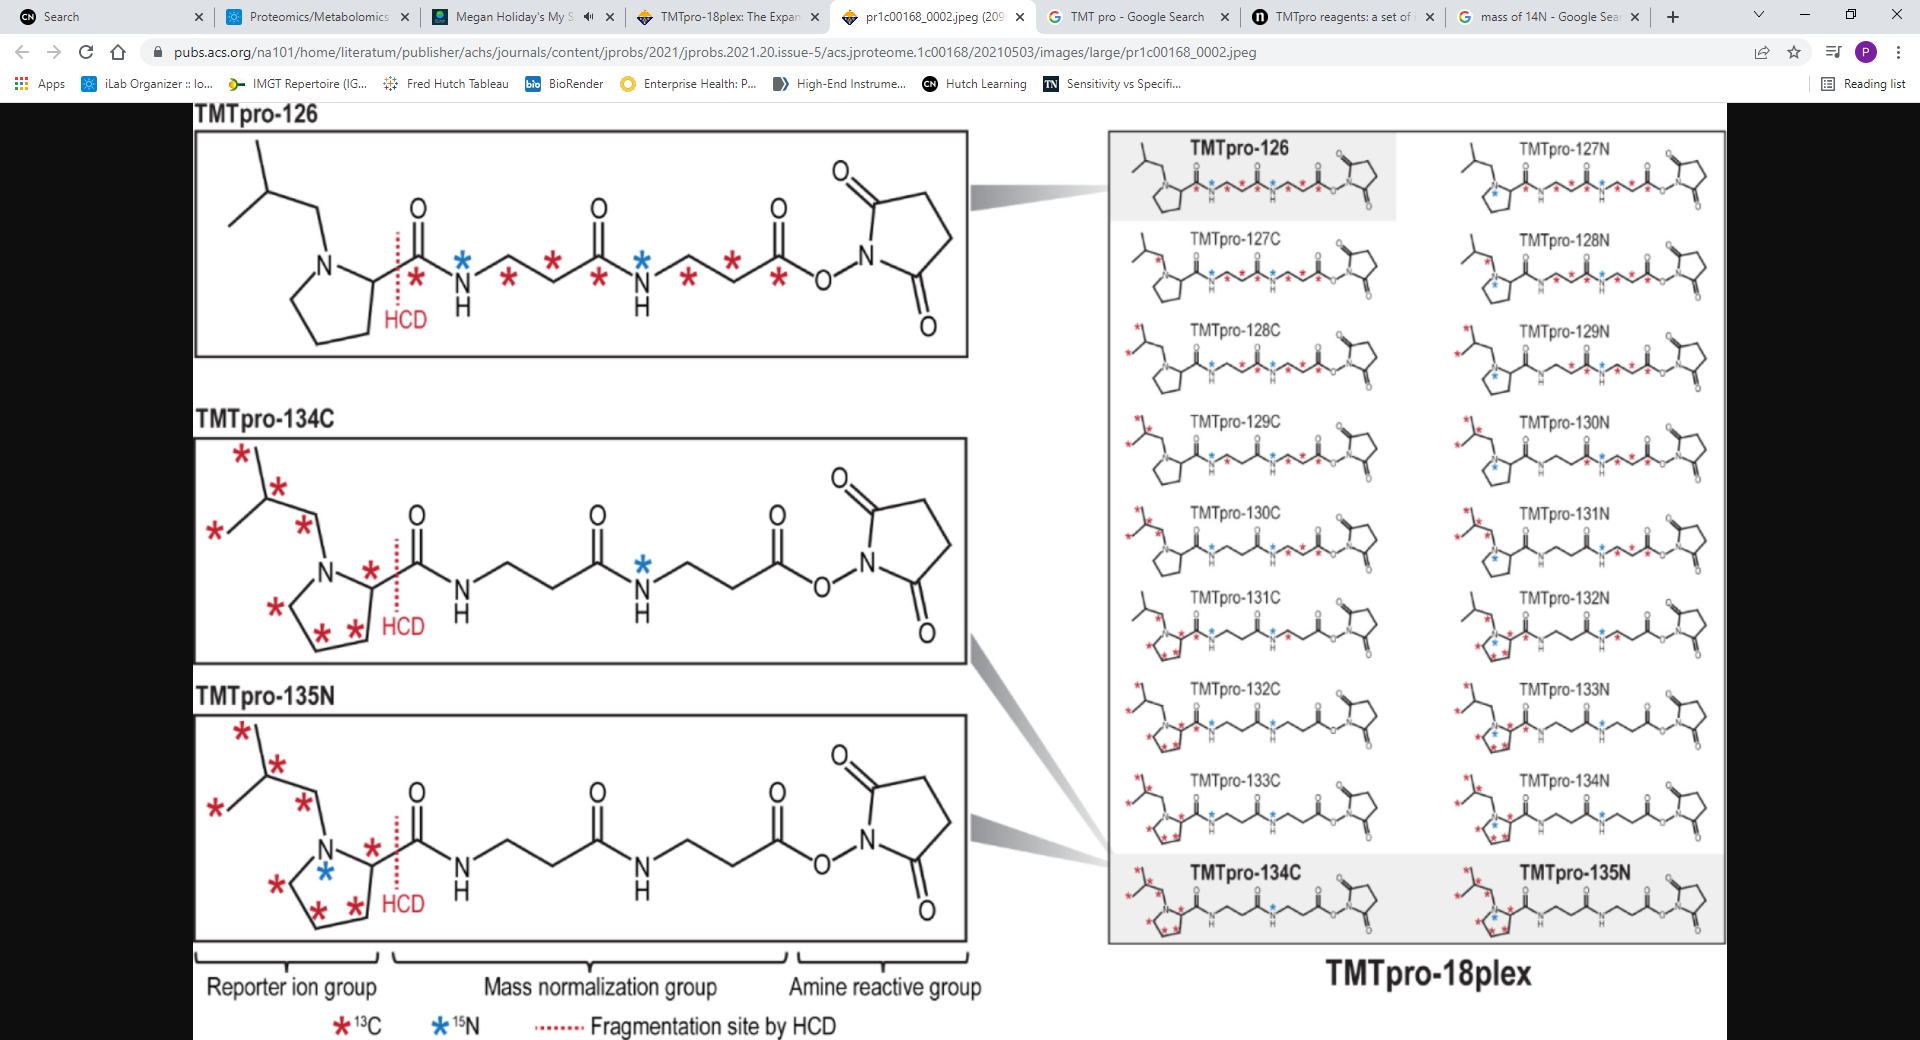 Search
Proteomics/Metabolomics
Megan Holiday's My S
TMTpro-18plex: The Expan
pr1c00168_0002.jpeg (209
TMT pro - Google Search
TMTpro reagents: a set of i
mass of 14N - Google Sea
pubs.acs.org/na101/home/literatum/publisher/achs/journals/content/jprobs/2021/jprobs.2021.20.issue-5/acs.jproteome.1c00168/20210503/images/large/pr1c00168_0002.jpeg
P
Apps
iLab Organizer :: lo...
IMGT Repertoire (IG...
Fred Hutch Tableau
bio
BioRender
Enterprise Health: P...
High-End Instrume...
CN
Hutch Learning
TN
Sensitivity vs Specifi...
Reading list
TMTpro-126
O O O O
N N N O N
H H
HCD
O
TMTpro-134C
O O O O
N N N O N
H H
HCD
O
TMTpro-135N
O O O O
N N N O N
H H
HCD
O
Reporter ion group
Mass normalization group
Amine reactive group
* 13C
* 15N
Fragmentation site by HCD
TMTpro-126
TMTpro-127N
TMTpro-127C
TMTpro-128N
TMTpro-128C
TMTpro-129N
TMTpro-129C
TMTpro-130N
TMTpro-130C
TMTpro-131N
TMTpro-131C
TMTpro-132N
TMTpro-132C
TMTpro-133N
TMTpro-133C
TMTpro-134N
TMTpro-134C
TMTpro-135N
TMTpro-18plex